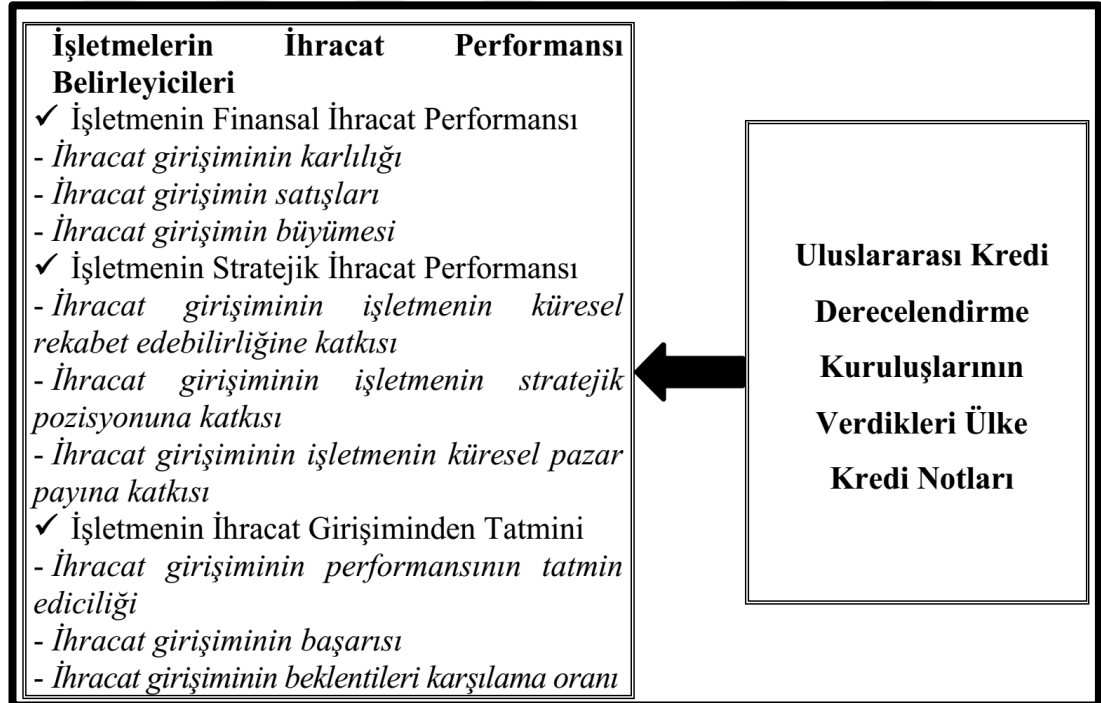 İşletmelerin İhracat Performansı
Belirleyicileri
✓ İşletmenin Finansal İhracat Performansı
- İhracat girişiminin karlılığı
- İhracat girişimin satışları
- İhracat girişimin büyümesi
✓ İşletmenin Stratejik İhracat Performansı
- İhracat girişiminin işletmenin küresel
rekabet edebilirliğine katkısı
- İhracat girişiminin işletmenin stratejik
pozisyonuna katkısı
- İhracat girişiminin işletmenin küresel pazar
payına katkısı
✓ İşletmenin İhracat Girişiminden Tatmini
- İhracat girişiminin performansının tatmin
ediciliği
- İhracat girişiminin başarısı
- İhracat girişiminin beklentileri karşılama oranı
Uluslararası Kredi
Derecelendirme
Kuruluşlarının
Verdikleri Ülke
Kredi Notları